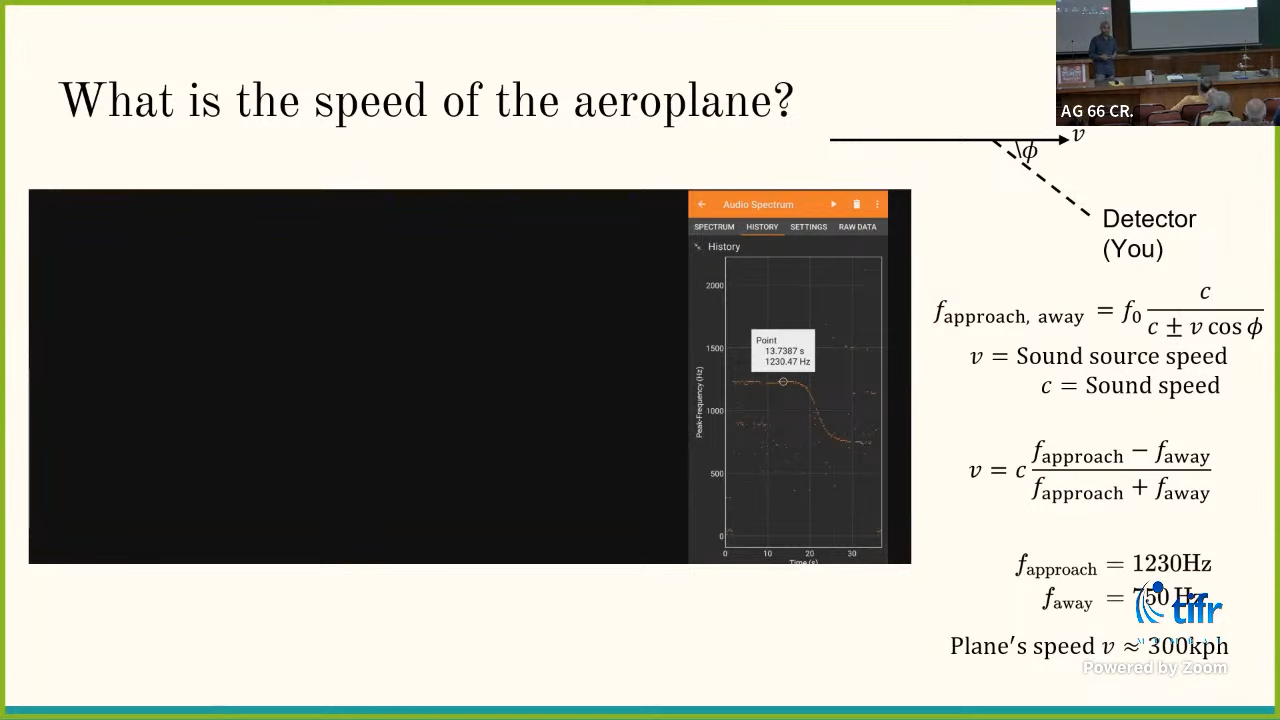 What is the speed of the aeroplane?
AG 66 CR.
v
ϕ
Detector
(You)
Audio Spectrum
SPECTRUM HISTORY SETTINGS RAW DATA
History
Peak-Frequency (Hz)
2000
1500
1000
500
0
Point
13.7387 s
1230.47 Hz
0 10 20 30
Time (s)
f_approach, away = f_0 c / (c ± v cos ϕ)
v = Sound source speed
c = Sound speed
v = c (f_approach − f_away) / (f_approach + f_away)
f_approach = 1230Hz
f_away = 750 Hz
tifr
Plane's speed v ≈ 300kph
Powered by Zoom